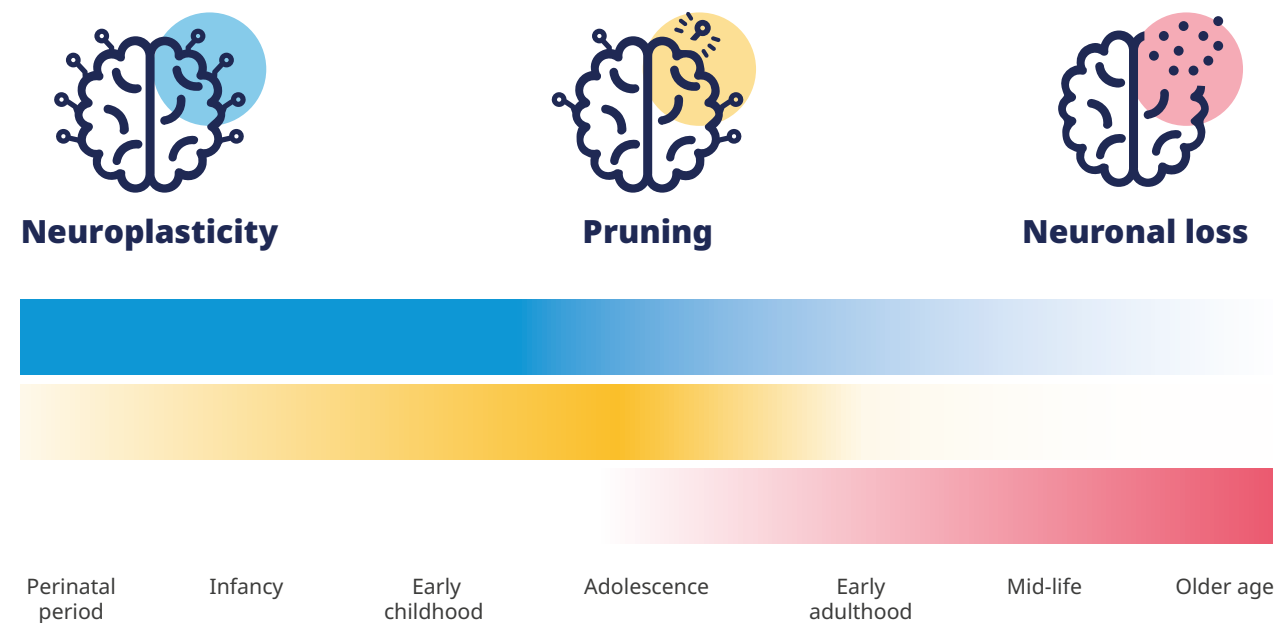 Neuroplasticity
Pruning
Neuronal loss
Perinatal
period
Infancy
Early
childhood
Adolescence
Early
adulthood
Mid-life
Older age